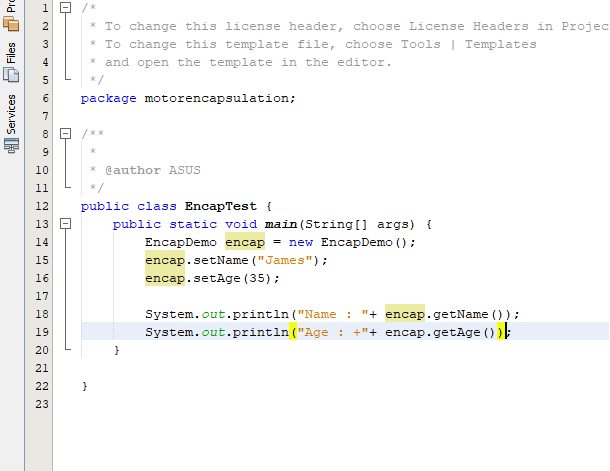 Files
Services
1 /*
2 * To change this license header, choose License Headers in Projec
3 * To change this template file, choose Tools | Templates
4 * and open the template in the editor.
5 */
6 package motorencapsulation;
7
8 /**
9 *
10 * @author ASUS
11 */
12 public class EncapTest {
13 public static void main(String[] args) {
14 EncapDemo encap = new EncapDemo();
15 encap.setName("James");
16 encap.setAge(35);
17
18 System.out.println("Name : "+ encap.getName());
19 System.out.println("Age : +"+ encap.getAge());
20 }
21
22 }
23